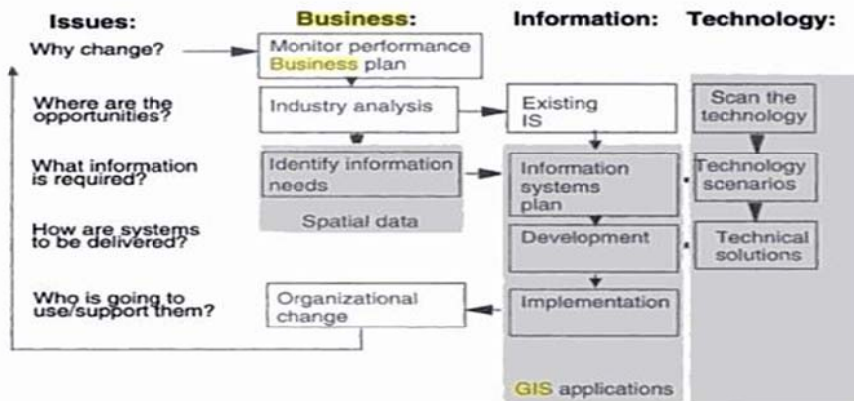 Issues: Business: Information: Technology:
Why change?
Monitor performance
Business plan
Where are the
opportunities?
Industry analysis
Existing
IS
Scan the
technology
What information
is required?
Identify information
needs
Information
systems
plan
Technology
scenarios
Spatial data
How are systems
to be delivered?
Development
Technical
solutions
Who is going to
use/support them?
Organizational
change
Implementation
GIS applications